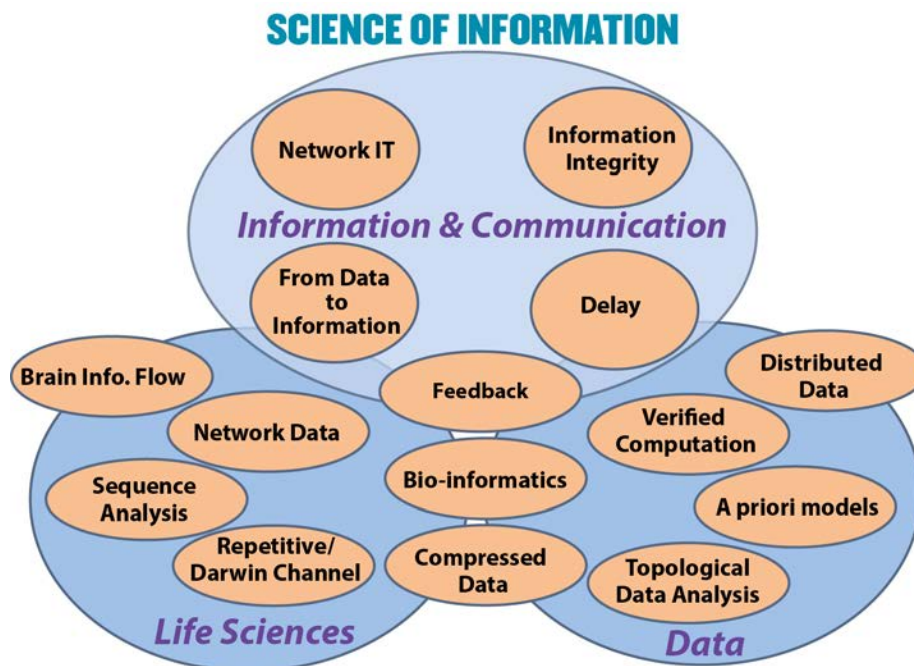 SCIENCE OF INFORMATION
Network IT
Information
Integrity
Information & Communication
From Data
to
Information
Delay
Brain Info. Flow
Feedback
Distributed
Data
Network Data
Verified
Computation
Sequence
Analysis
Bio-informatics
A priori models
Repetitive/
Darwin Channel
Compressed
Data
Topological
Data Analysis
Life Sciences
Data